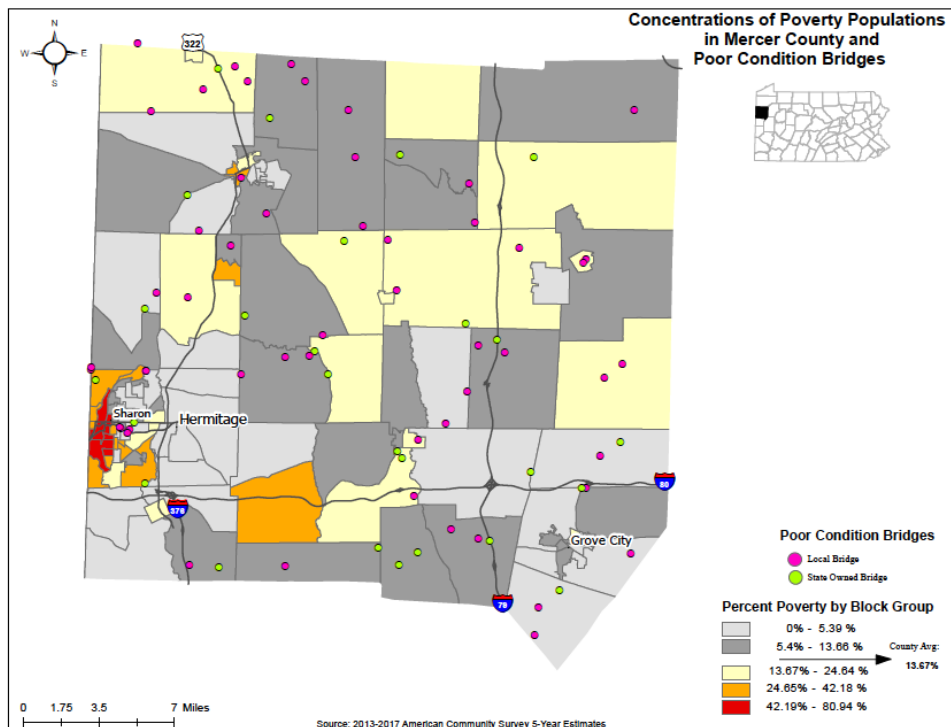 Concentrations of Poverty Populations
in Mercer County and
Poor Condition Bridges
N
W
E
S
322
Sharon
Hermitage
376
80
Grove City
79
Poor Condition Bridges
Local Bridge
State Owned Bridge
Percent Poverty by Block Group
0% - 5.39 %
5.4% - 13.66 %
County Avg:
13.67%
13.67% - 24.64 %
24.65% - 42.18 %
42.19% - 80.94 %
0 1.75 3.5 7 Miles
Source: 2013-2017 American Community Survey 5-Year Estimates